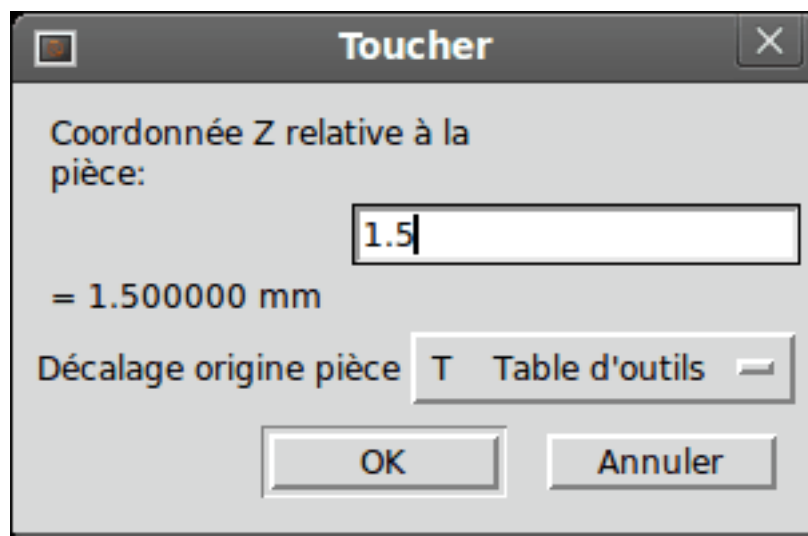 Toucher
Coordonnée Z relative à la
pièce:
1.5
= 1.500000 mm
Décalage origine pièce T Table d'outils
OK Annuler